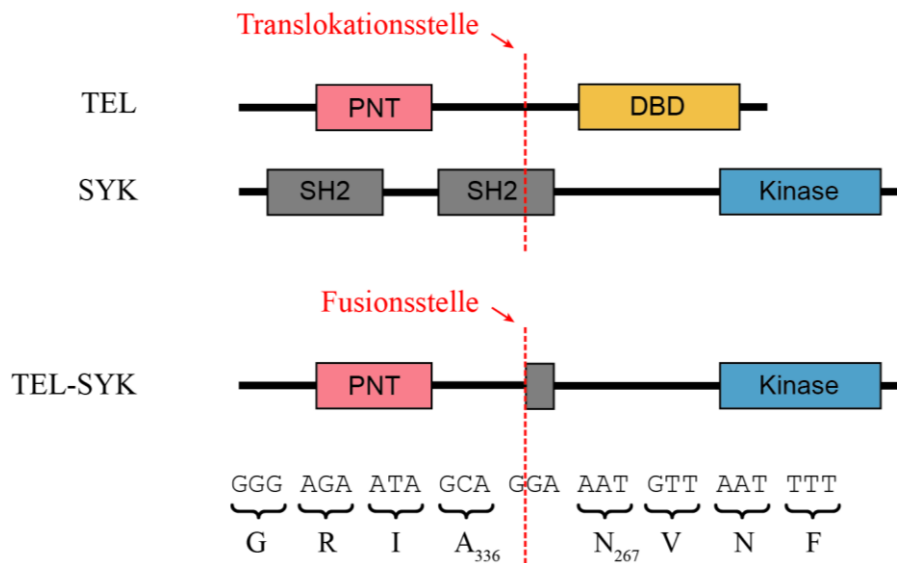 Translokationsstelle
TEL PNT DBD
SYK SH2 SH2 Kinase
Fusionsstelle
TEL-SYK PNT Kinase
GGG AGA ATA GCA GGA AAT GTT AAT TTT
G R I A336 N267 V N F